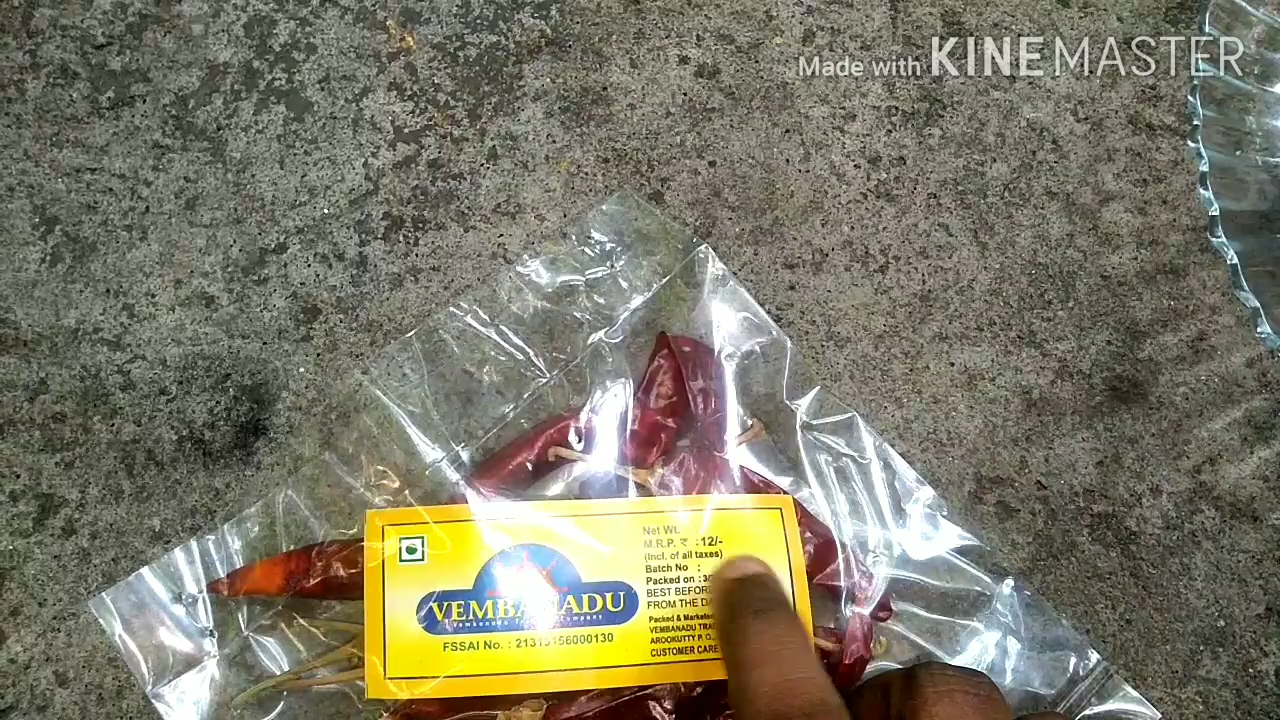 Made with KINEMASTER
VEMBANADU
FSSAI No. :
Net Wt. :
M.R.P. ₹ :12/-
(Incl. of all taxes)
Batch No :
Packed on : 3/
BEST BEFORE
FROM THE
Packed & Marketed
VEMBANADU
AROOKUTTY P. O.,
CUSTOMER CARE